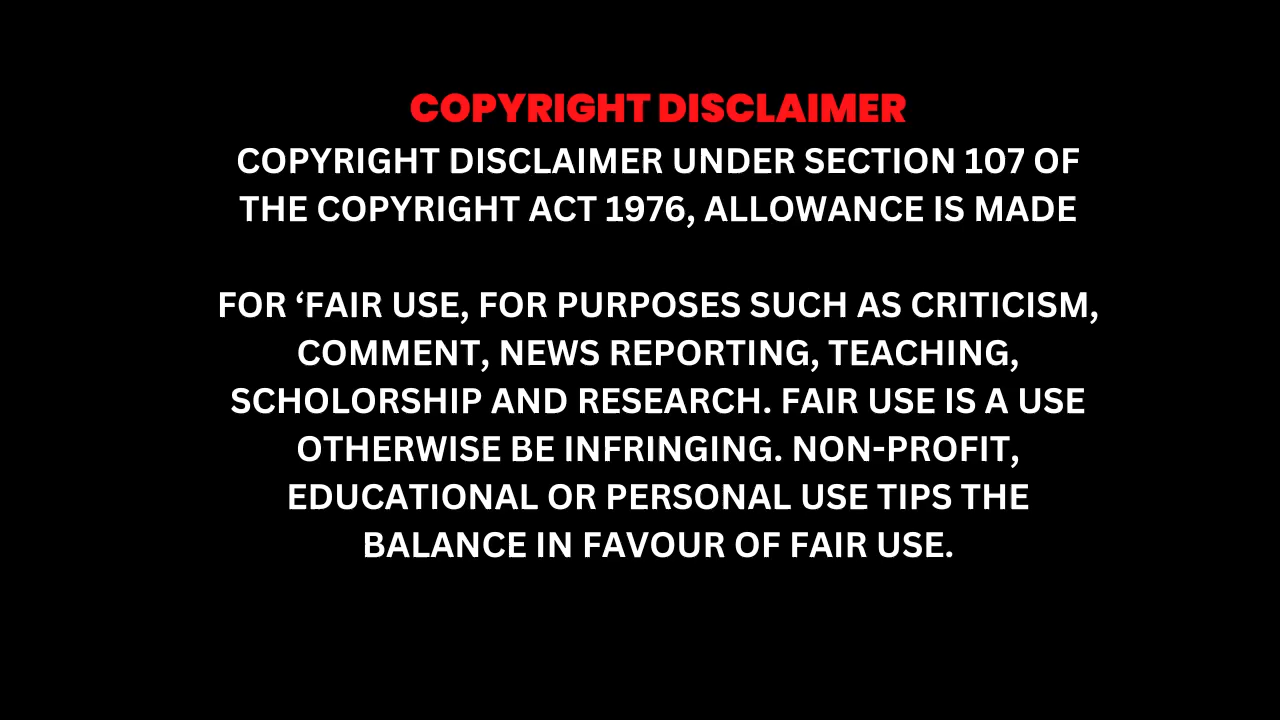 COPYRIGHT DISCLAIMER
COPYRIGHT DISCLAIMER UNDER SECTION 107 OF
THE COPYRIGHT ACT 1976, ALLOWANCE IS MADE
FOR ‘FAIR USE, FOR PURPOSES SUCH AS CRITICISM,
COMMENT, NEWS REPORTING, TEACHING,
SCHOLORSHIP AND RESEARCH. FAIR USE IS A USE
OTHERWISE BE INFRINGING. NON-PROFIT,
EDUCATIONAL OR PERSONAL USE TIPS THE
BALANCE IN FAVOUR OF FAIR USE.